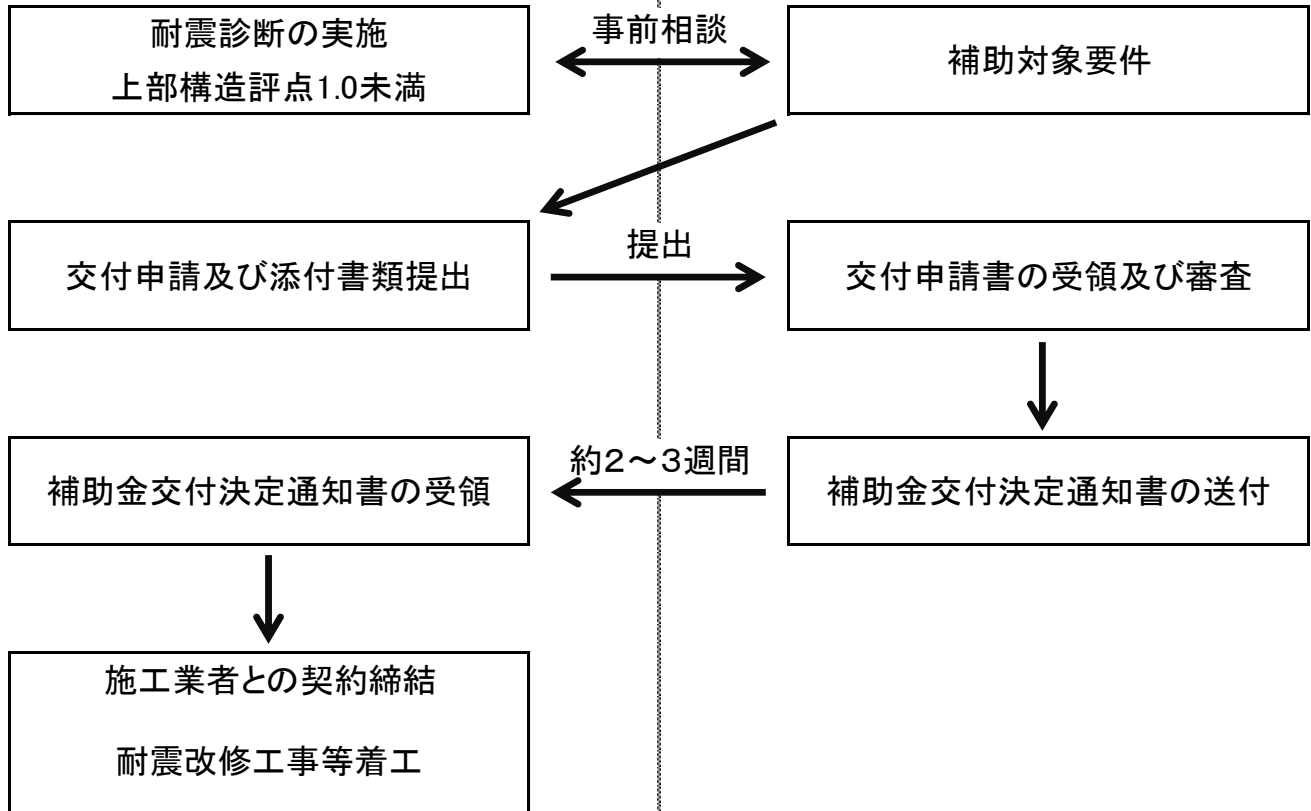 耐震診断の実施
上部構造評点1.0未満
事前相談
補助対象要件
交付申請及び添付書類提出
提出
交付申請書の受領及び審査
補助金交付決定通知書の受領
約2～3週間
補助金交付決定通知書の送付
施工業者との契約締結
耐震改修工事等着工